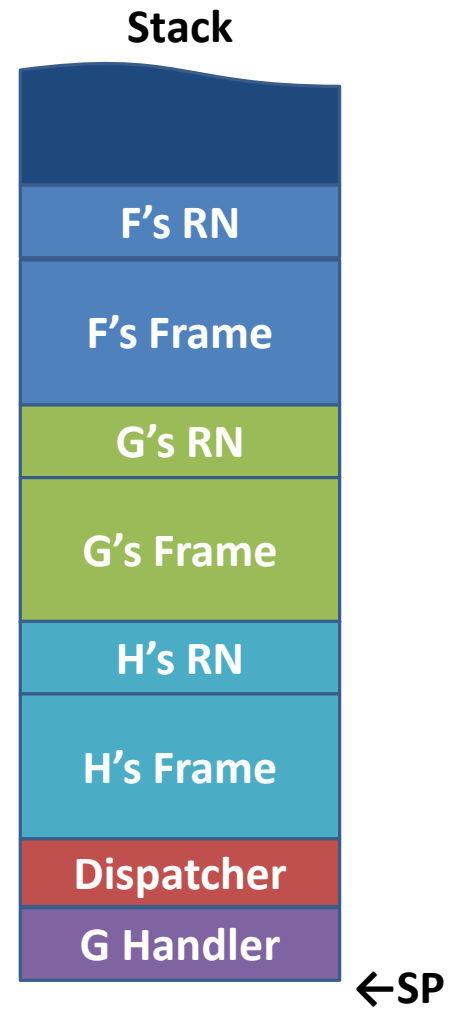 Stack
F’s RN
F’s Frame
G’s RN
G’s Frame
H’s RN
H’s Frame
Dispatcher
G Handler
←SP